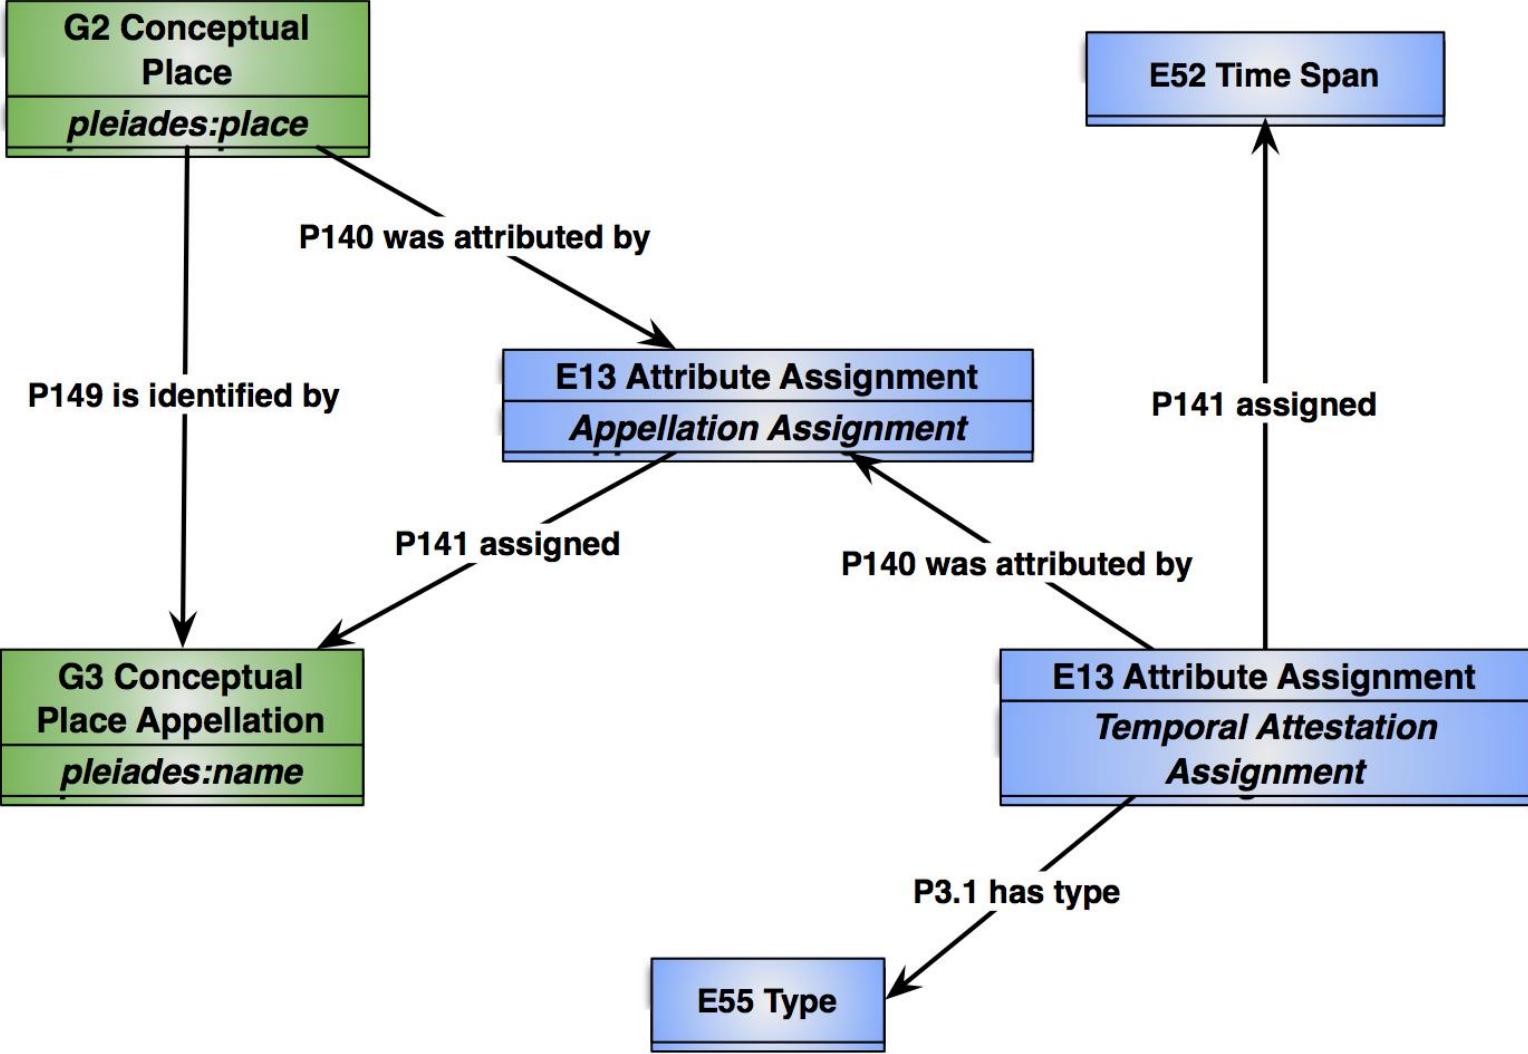 G2 Conceptual
Place
pleiades:place
E52 Time Span
P140 was attributed by
E13 Attribute Assignment
Appellation Assignment
P149 is identified by
P141 assigned
P141 assigned
P140 was attributed by
G3 Conceptual
Place Appellation
pleiades:name
E13 Attribute Assignment
Temporal Attestation
Assignment
P3.1 has type
E55 Type